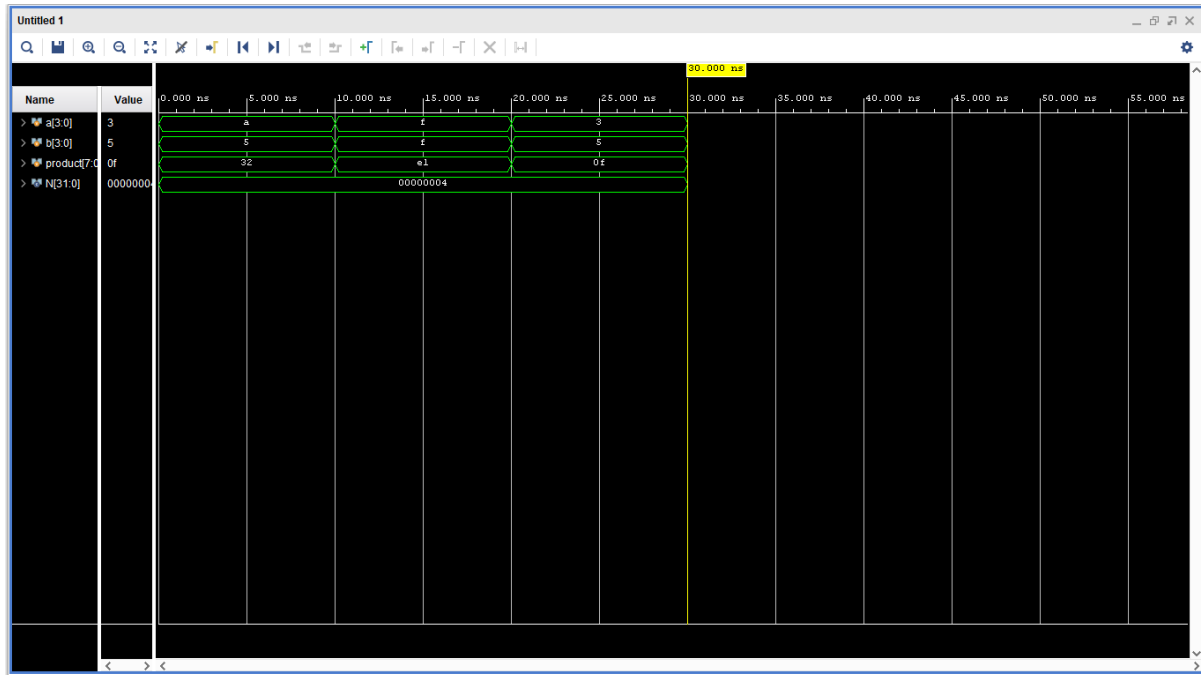 Untitled 1
30.000 ns
Name Value 0.000 ns 5.000 ns 10.000 ns 15.000 ns 20.000 ns 25.000 ns 30.000 ns 35.000 ns 40.000 ns 45.000 ns 50.000 ns 55.000 ns
a[3:0] 3 a f 3
b[3:0] 5 5 f 5
product[7:0 0f 32 e1 0f
N[31:0] 00000004 00000004